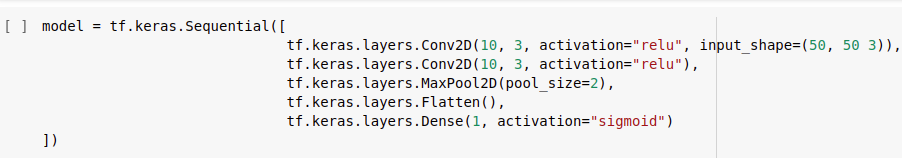 [ ] model = tf.keras.Sequential([
tf.keras.layers.Conv2D(10, 3, activation="relu", input_shape=(50, 50 3)),
tf.keras.layers.Conv2D(10, 3, activation="relu"),
tf.keras.layers.MaxPool2D(pool_size=2),
tf.keras.layers.Flatten(),
tf.keras.layers.Dense(1, activation="sigmoid")
])